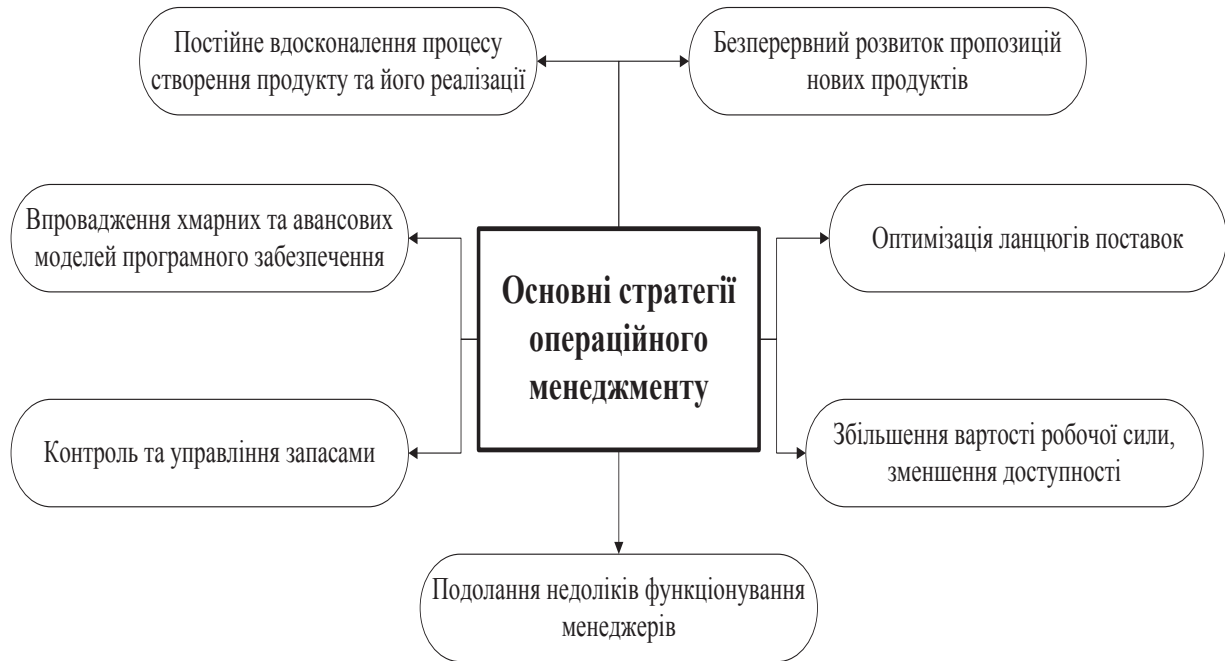 Постійне вдосконалення процесу
створення продукту та його реалізації
Безперервний розвиток пропозицій
нових продуктів
Впровадження хмарних та авансових
моделей програмного забезпечення
Оптимізація ланцюгів поставок
Основні стратегії
операційного
менеджменту
Контроль та управління запасами
Збільшення вартості робочої сили,
зменшення доступності
Подолання недоліків функціонування
менеджерів